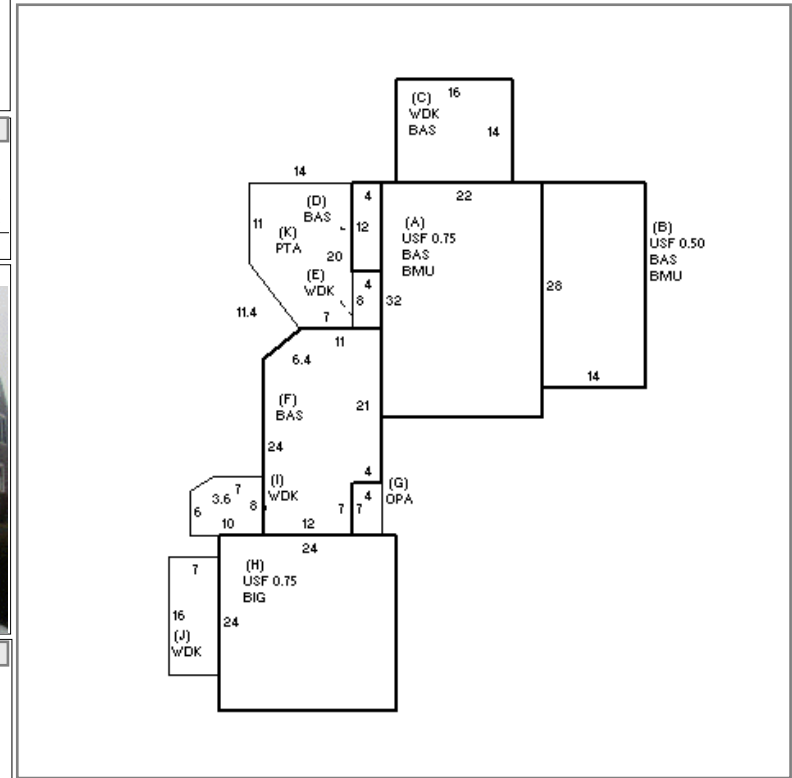 (C)
WDK
BAS
16
14
14
(D)
BAS
4
12
11
(K)
PTA
20
(E)
WDK
4
8
7
11.4
22
(A)
USF 0.75
BAS
BMU
32
28
(B)
USF 0.50
BAS
BMU
14
11
6.4
(F)
BAS
21
24
4
(I)
WDK
7
3.6
6
8
10
12
7
7
4
(G)
OPA
24
(H)
USF 0.75
BIG
24
7
16
(J)
WDK